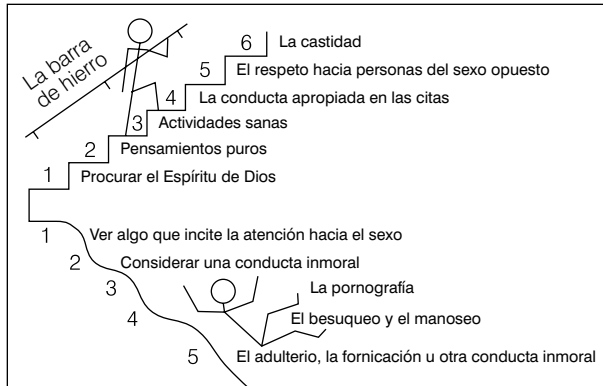 La barra
de hierro
6 La castidad
5 El respeto hacia personas del sexo opuesto
4 La conducta apropiada en las citas
3 Actividades sanas
2 Pensamientos puros
1 Procurar el Espíritu de Dios
1 Ver algo que incite la atención hacia el sexo
2 Considerar una conducta inmoral
3 La pornografía
4 El besuqueo y el manoseo
5 El adulterio, la fornicación u otra conducta inmoral